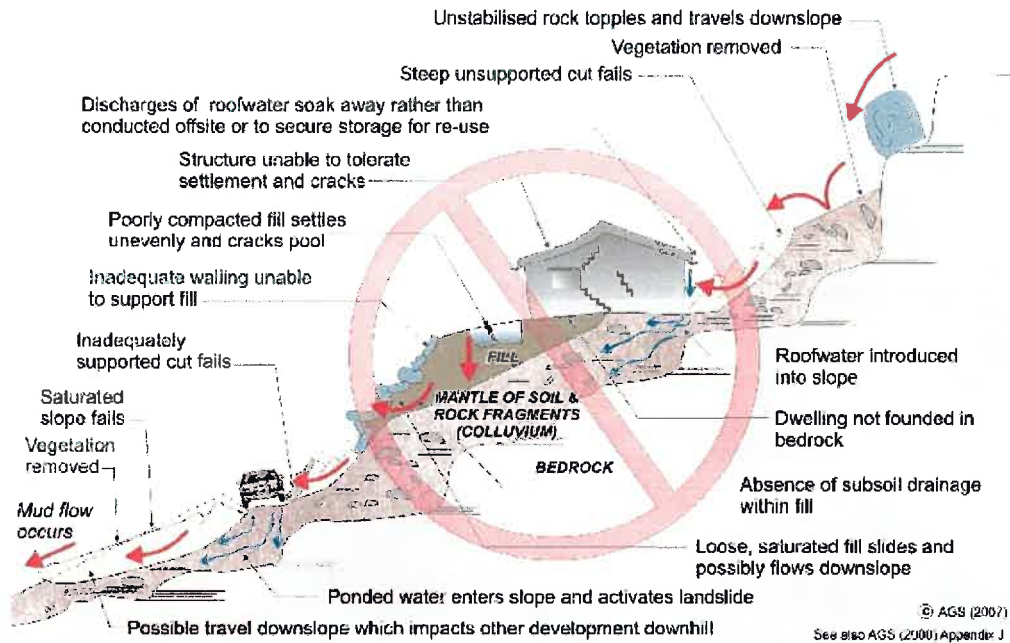 Unstabilised rock topples and travels downslope
Vegetation removed
Steep unsupported cut fails
Discharges of roofwater soak away rather than
conducted offsite or to secure storage for re-use
Structure unable to tolerate
settlement and cracks
Poorly compacted fill settles
unevenly and cracks pool
Inadequate walling unable
to support fill
Inadequately
supported cut fails
Saturated
slope fails
Vegetation
removed
Mud flow
occurs
FILL
MANTLE OF SOIL &
ROCK FRAGMENTS
(COLLUVIUM)
BEDROCK
Roofwater introduced
into slope
Dwelling not founded in
bedrock
Absence of subsoil drainage
within fill
Loose, saturated fill slides and
possibly flows downslope
Ponded water enters slope and activates landslide
Possible travel downslope which impacts other development downhill
© AGS (2007)
See also AGS (2000) Appendix J